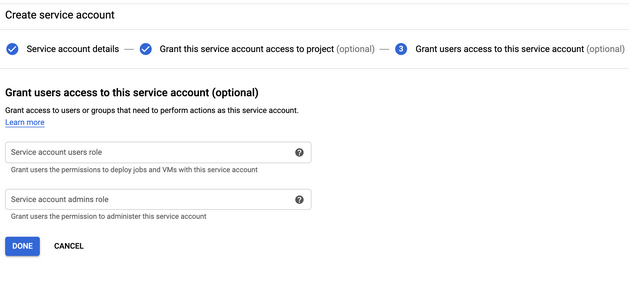 Create service account
Service account details — Grant this service account access to project (optional) — 3 Grant users access to this service account (optional)
Grant users access to this service account (optional)
Grant access to users or groups that need to perform actions as this service account.
Learn more
Service account users role ?
Grant users the permissions to deploy jobs and VMs with this service account
Service account admins role ?
Grant users the permission to administer this service account
DONE CANCEL